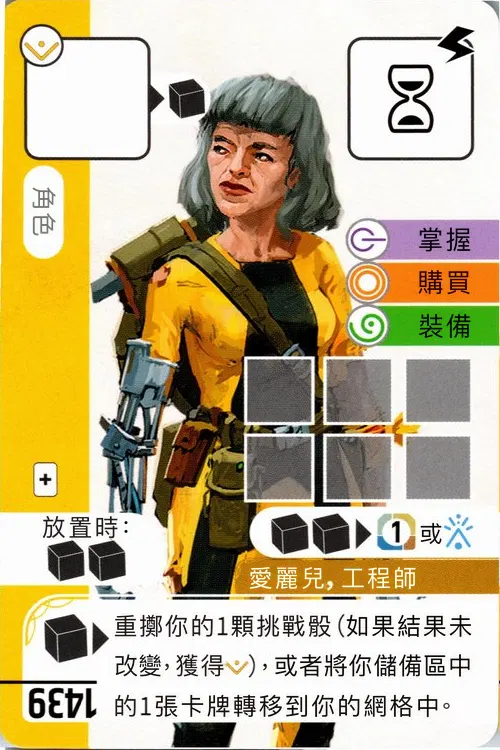 角色
掌握
購買
裝備
+
放置時：
1 或
愛麗兒，工程師
重擲你的1顆挑戰骰（如果結果未
改變，獲得），或者將你儲備區中
的1張卡牌轉移到你的網格中。
1439